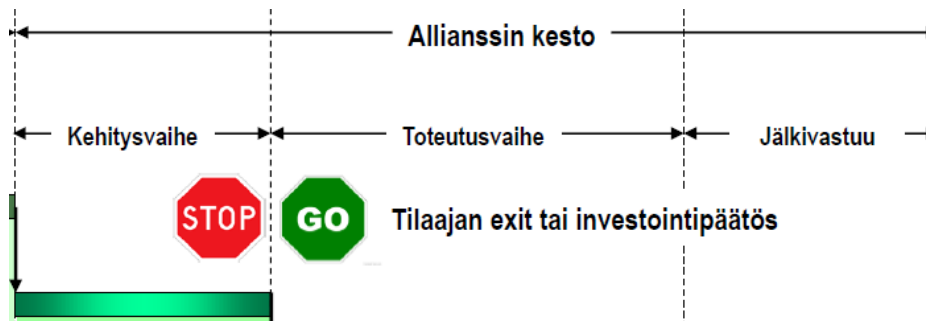 Allianssin kesto
Kehitysvaihe
Toteutusvaihe
Jälkivastuu
STOP
GO
Tilaajan exit tai investointipäätös